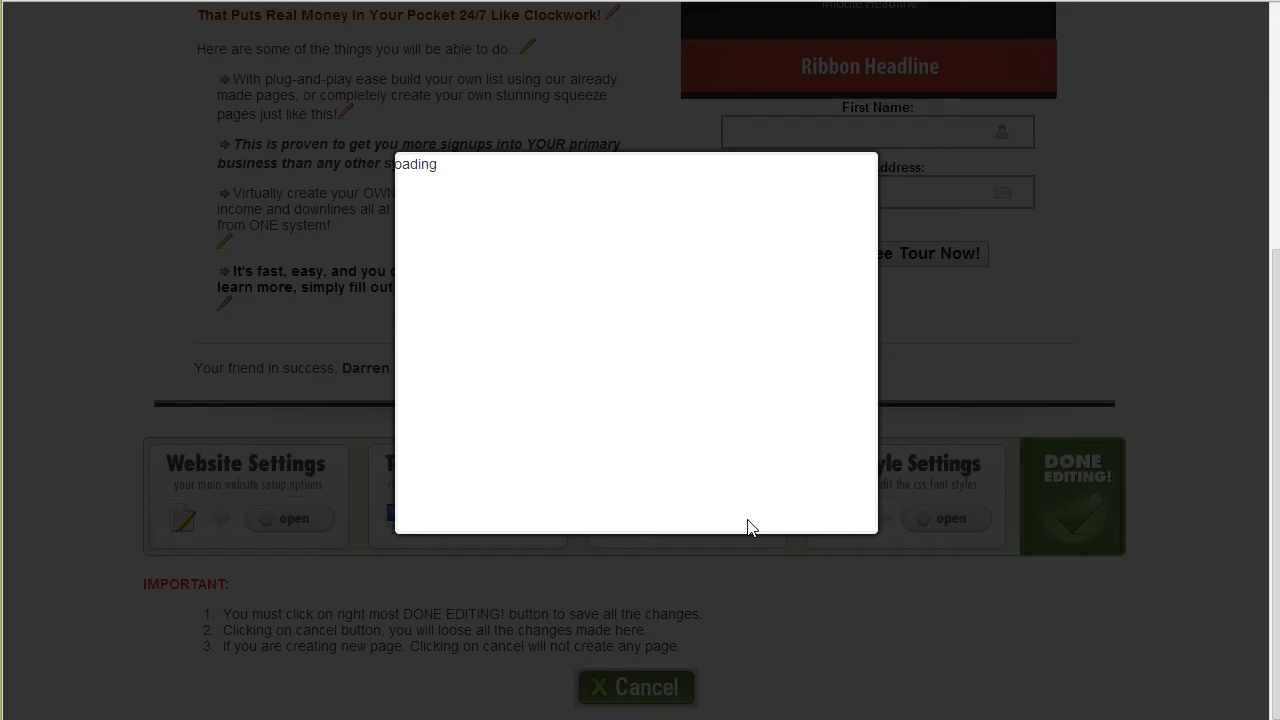 Middle Headline
That Puts Real Money In Your Pocket 24/7 Like Clockwork!
Ribbon Headline
Here are some of the things you will be able to do...
With plug-and-play ease build your own list using our already
made pages, or completely create your own stunning squeeze
pages just like this!
First Name:
This is proven to get you more signups into YOUR primary
business than any other s
oading
ddress:
Virtually create your OWN
income and downlines all at
from ONE system!
ee Tour Now!
It's fast, easy, and you
learn more, simply fill out
Your friend in success, Darren
Website Settings
your main website setup options
open
T
yle Settings
edit the css font styles
open
DONE
EDITING!
IMPORTANT:
1. You must click on right most DONE EDITING! button to save all the changes.
2. Clicking on cancel button, you will loose all the changes made here.
3. if you are creating new page. Clicking on cancel will not create any page.
X Cancel